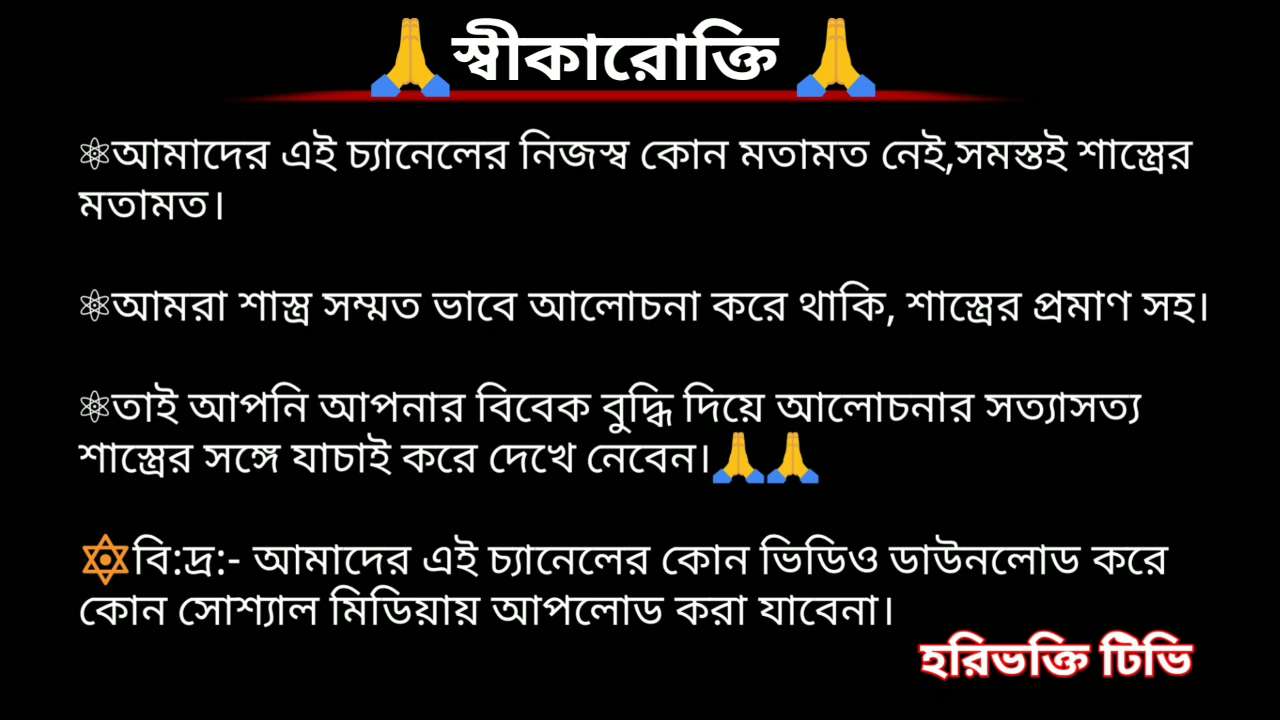 🙏স্বীকারোক্তি 🙏
⚛আমাদের এই চ্যানেলের নিজস্ব কোন মতামত নেই,সমস্তই শাস্ত্রের
মতামত।
⚛আমরা শাস্ত্র সম্মত ভাবে আলোচনা করে থাকি, শাস্ত্রের প্রমাণ সহ।
⚛তাই আপনি আপনার বিবেক বুদ্ধি দিয়ে আলোচনার সত্যাসত্য
শাস্ত্রের সঙ্গে যাচাই করে দেখে নেবেন।🙏🙏
🔯বি:দ্র:- আমাদের এই চ্যানেলের কোন ভিডিও ডাউনলোড করে
কোন সোশ্যাল মিডিয়ায় আপলোড করা যাবেনা।
হরিভক্তি টিভি